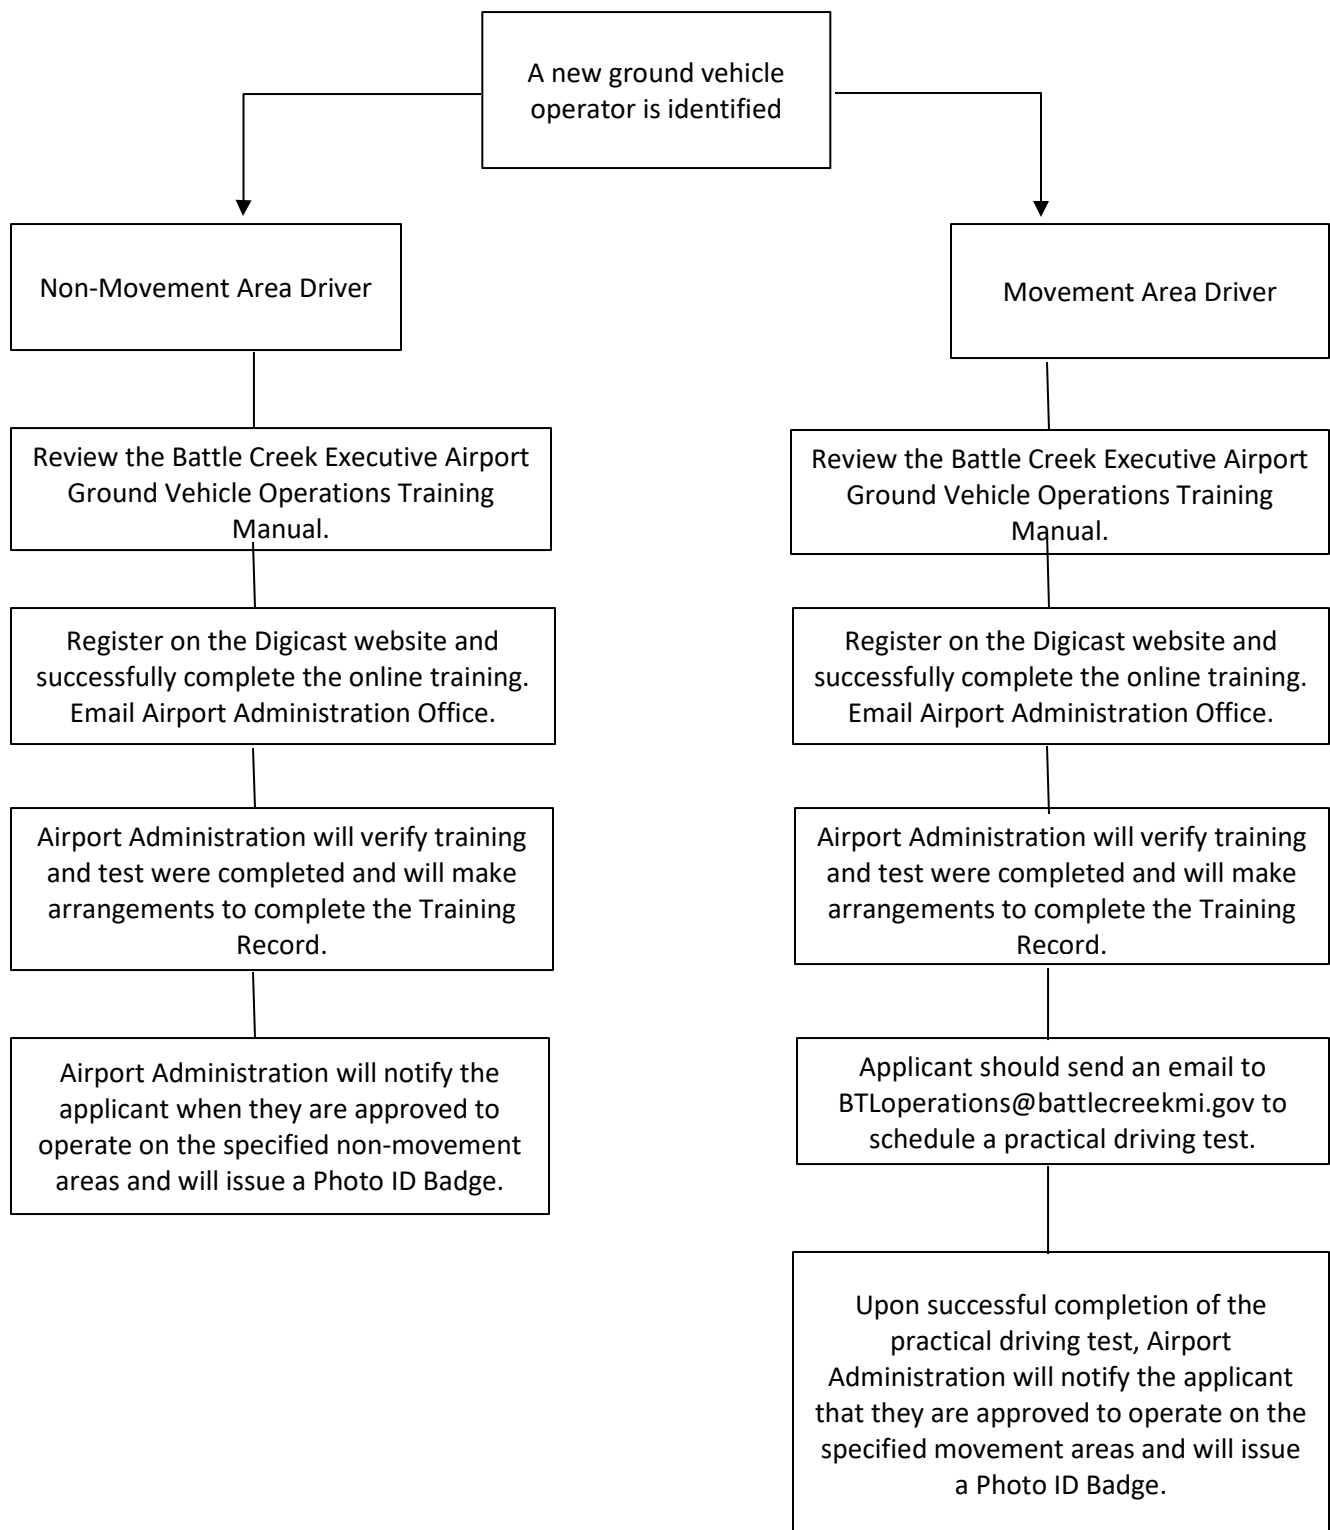 A new ground vehicle
operator is identified
Non-Movement Area Driver
Review the Battle Creek Executive Airport
Ground Vehicle Operations Training
Manual.
Register on the Digicast website and
successfully complete the online training.
Email Airport Administration Office.
Airport Administration will verify training
and test were completed and will make
arrangements to complete the Training
Record.
Airport Administration will notify the
applicant when they are approved to
operate on the specified non-movement
areas and will issue a Photo ID Badge.
Movement Area Driver
Review the Battle Creek Executive Airport
Ground Vehicle Operations Training
Manual.
Register on the Digicast website and
successfully complete the online training.
Email Airport Administration Office.
Airport Administration will verify training
and test were completed and will make
arrangements to complete the Training
Record.
Applicant should send an email to
BTLoperations@battlecreekmi.gov to
schedule a practical driving test.
Upon successful completion of the
practical driving test, Airport
Administration will notify the applicant
that they are approved to operate on the
specified movement areas and will issue
a Photo ID Badge.